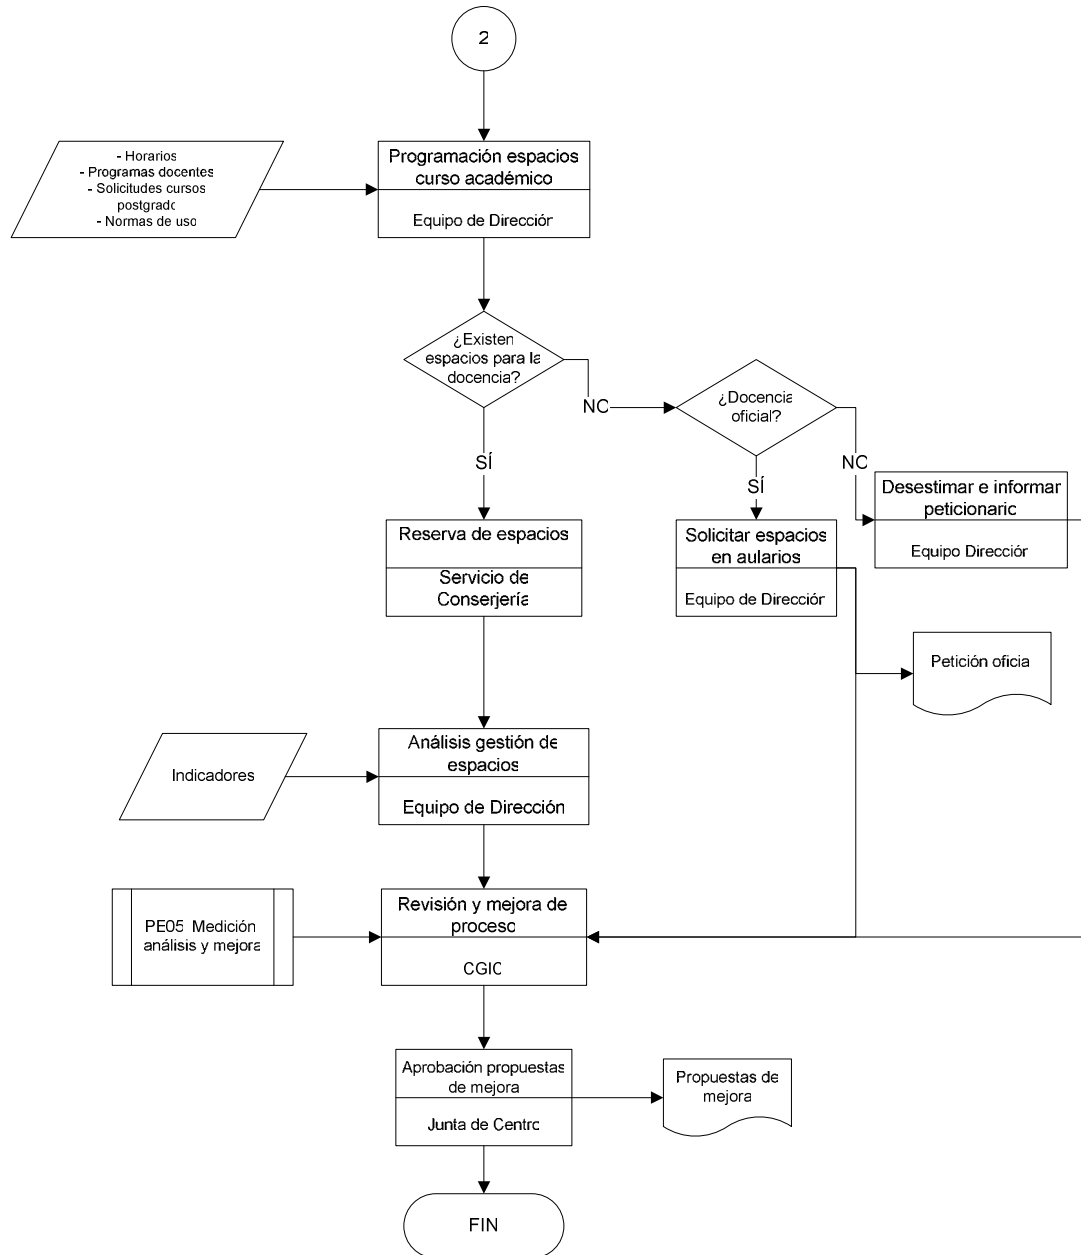 2
- Horarios
- Programas docentes
- Solicitudes cursos
postgrado
- Normas de uso
Programación espacios
curso académico
Equipo de Dirección
¿Existen
espacios para la
docencia?
NO
¿Docencia
oficial?
SÍ
SÍ
NO
Desestimar e informar
peticionario
Equipo Dirección
Reserva de espacios
Servicio de
Conserjería
Solicitar espacios
en aularios
Equipo de Dirección
Petición oficia
Análisis gestión de
espacios
Equipo de Dirección
Indicadores
Revisión y mejora de
proceso
CGIC
PE05 Medición
análisis y mejora
Aprobación propuestas
de mejora
Junta de Centro
Propuestas de
mejora
FIN